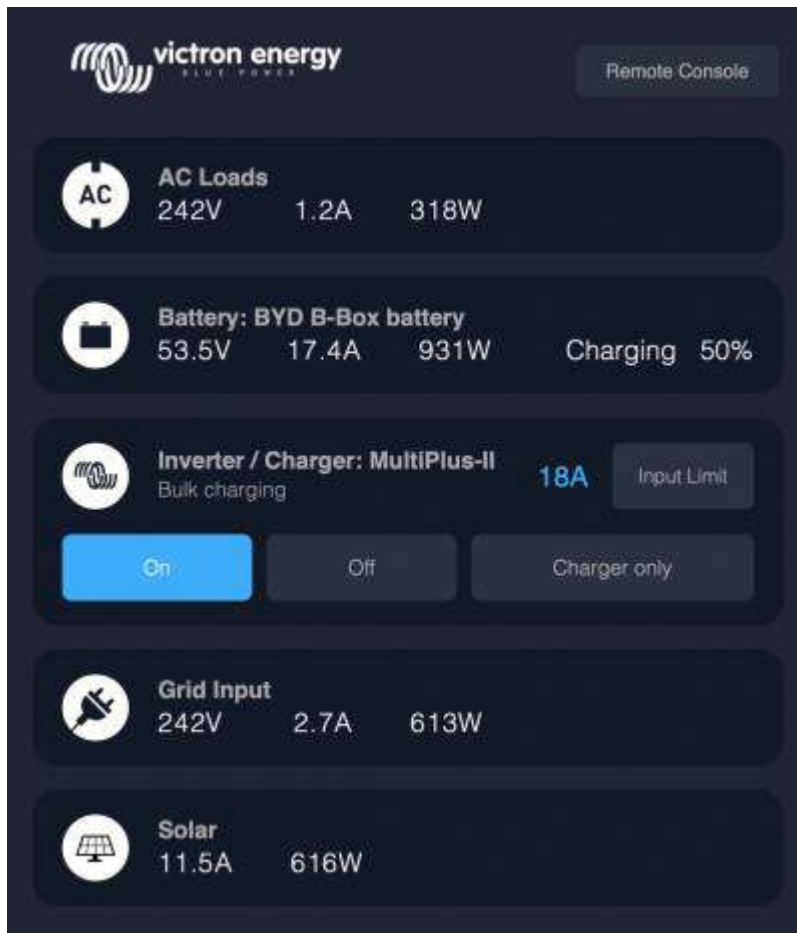 victron energy
BLUE POWER
Remote Console
AC
AC Loads
242V 1.2A 318W
Battery: BYD B-Box battery
53.5V 17.4A 931W Charging 50%
Inverter / Charger: MultiPlus-II
Bulk charging
18A Input Limit
On Off Charger only
Grid Input
242V 2.7A 613W
Solar
11.5A 616W